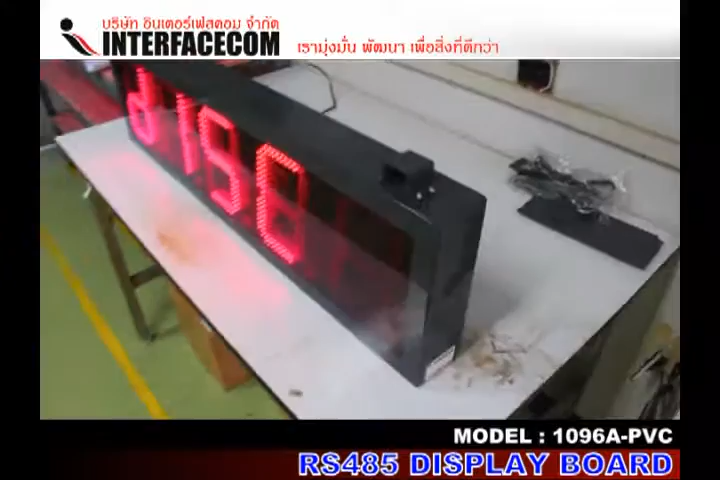 บริษัท อินเตอร์เฟสคอม จำกัด
INTERFACECOM
เรามุ่งมั่น พัฒนา เพื่อสิ่งที่ดีกว่า
MODEL : 1096A-PVC
RS485 DISPLAY BOARD